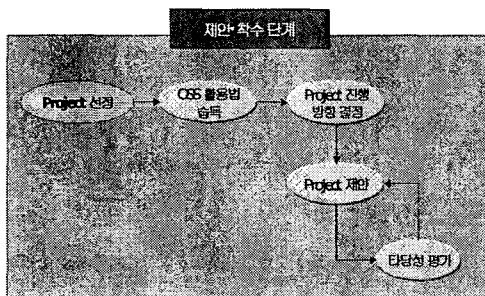 제안·착수 단계
Project 선정
OSS 활용법
습득
Project 진행
방향 결정
Project 제안
타당성 평가